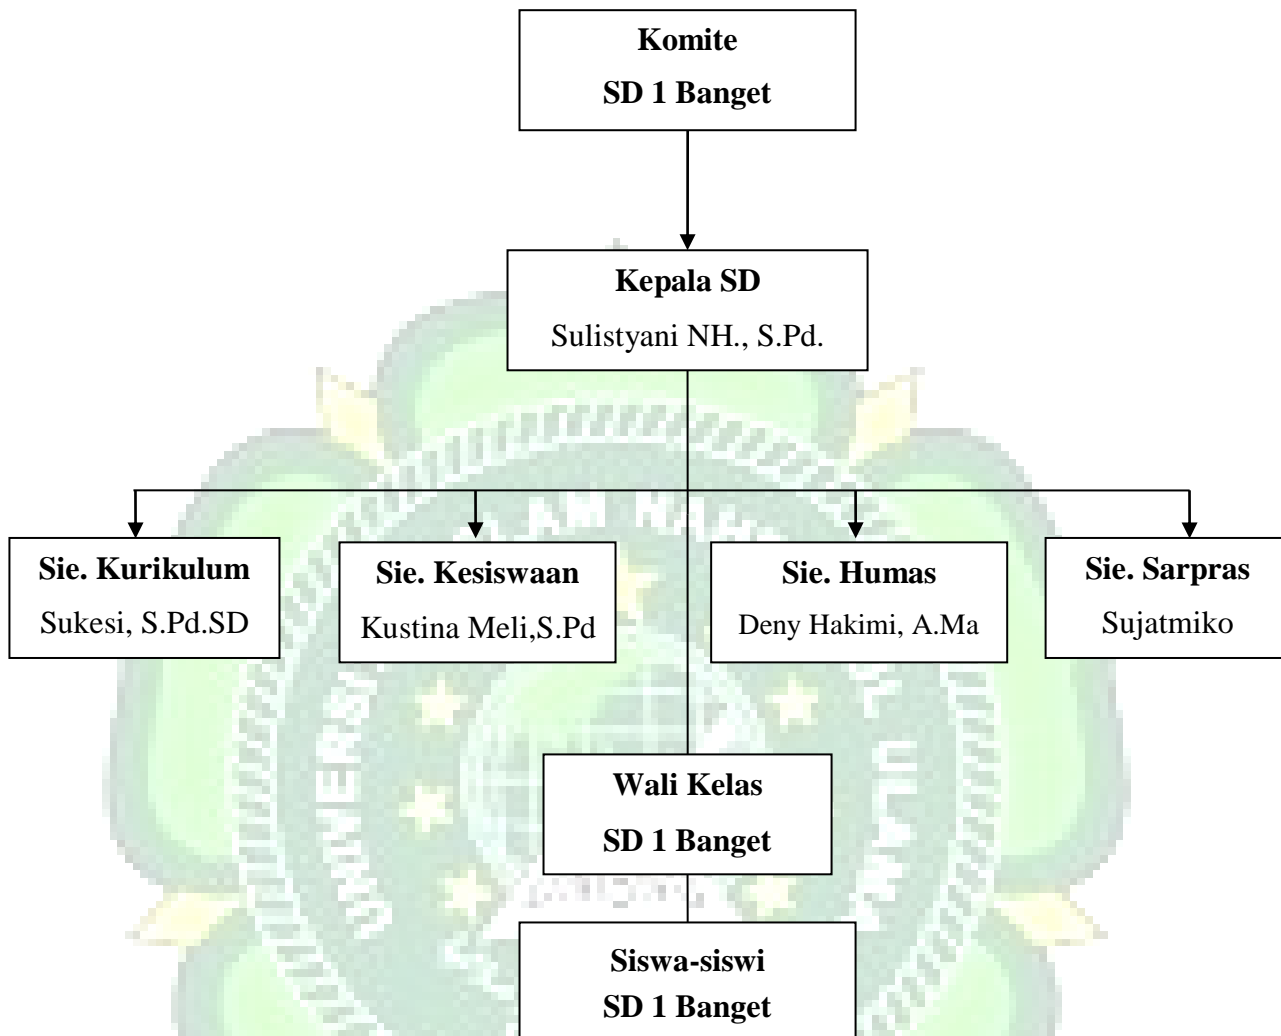 Komite
SD 1 Banget
Kepala SD
Sulistyani NH., S.Pd.
Sie. Kurikulum
Sukesi, S.Pd.SD
Sie. Kesiswaan
Kustina Meli,S.Pd
Sie. Humas
Deny Hakimi, A.Ma
Sie. Sarpras
Sujatmiko
Wali Kelas
SD 1 Banget
Siswa-siswi
SD 1 Banget